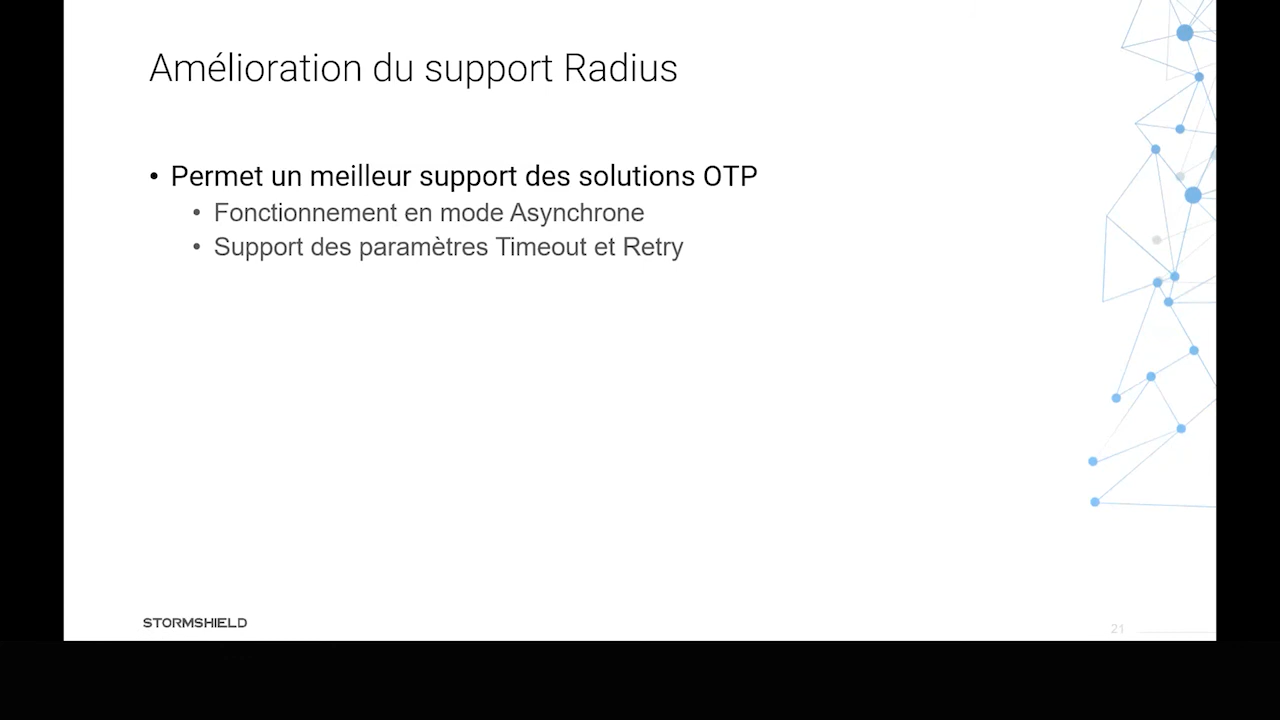 Amélioration du support Radius
• Permet un meilleur support des solutions OTP
• Fonctionnement en mode Asynchrone
• Support des paramètres Timeout et Retry
STORMSHIELD
21